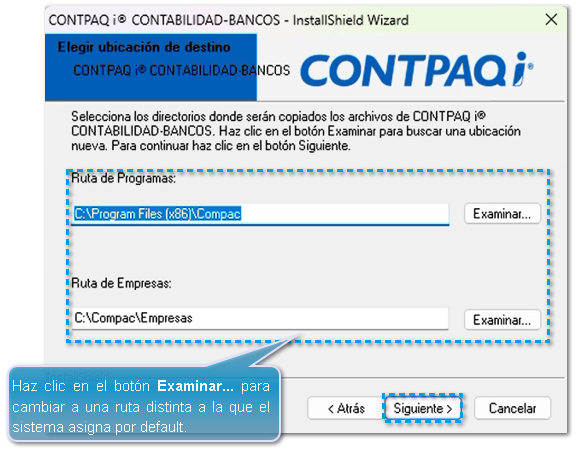 CONTPAQ i® CONTABILIDAD-BANCOS - InstallShield Wizard
Elegir ubicación de destino
CONTPAQ i® CONTABILIDAD-BANCOS
CONTPAQ i®
Selecciona los directorios donde serán copiados los archivos de CONTPAQ i®
CONTABILIDAD-BANCOS. Haz clic en el botón Examinar para buscar una ubicación
nueva. Para continuar haz clic en el botón Siguiente.
Ruta de Programas:
C:\Program Files (x86)\Compac
Examinar...
Ruta de Empresas:
C:\Compac\Empresas
Examinar...
Haz clic en el botón Examinar... para
cambiar a una ruta distinta a la que el
sistema asigna por default.
< Atrás
Siguiente >
Cancelar